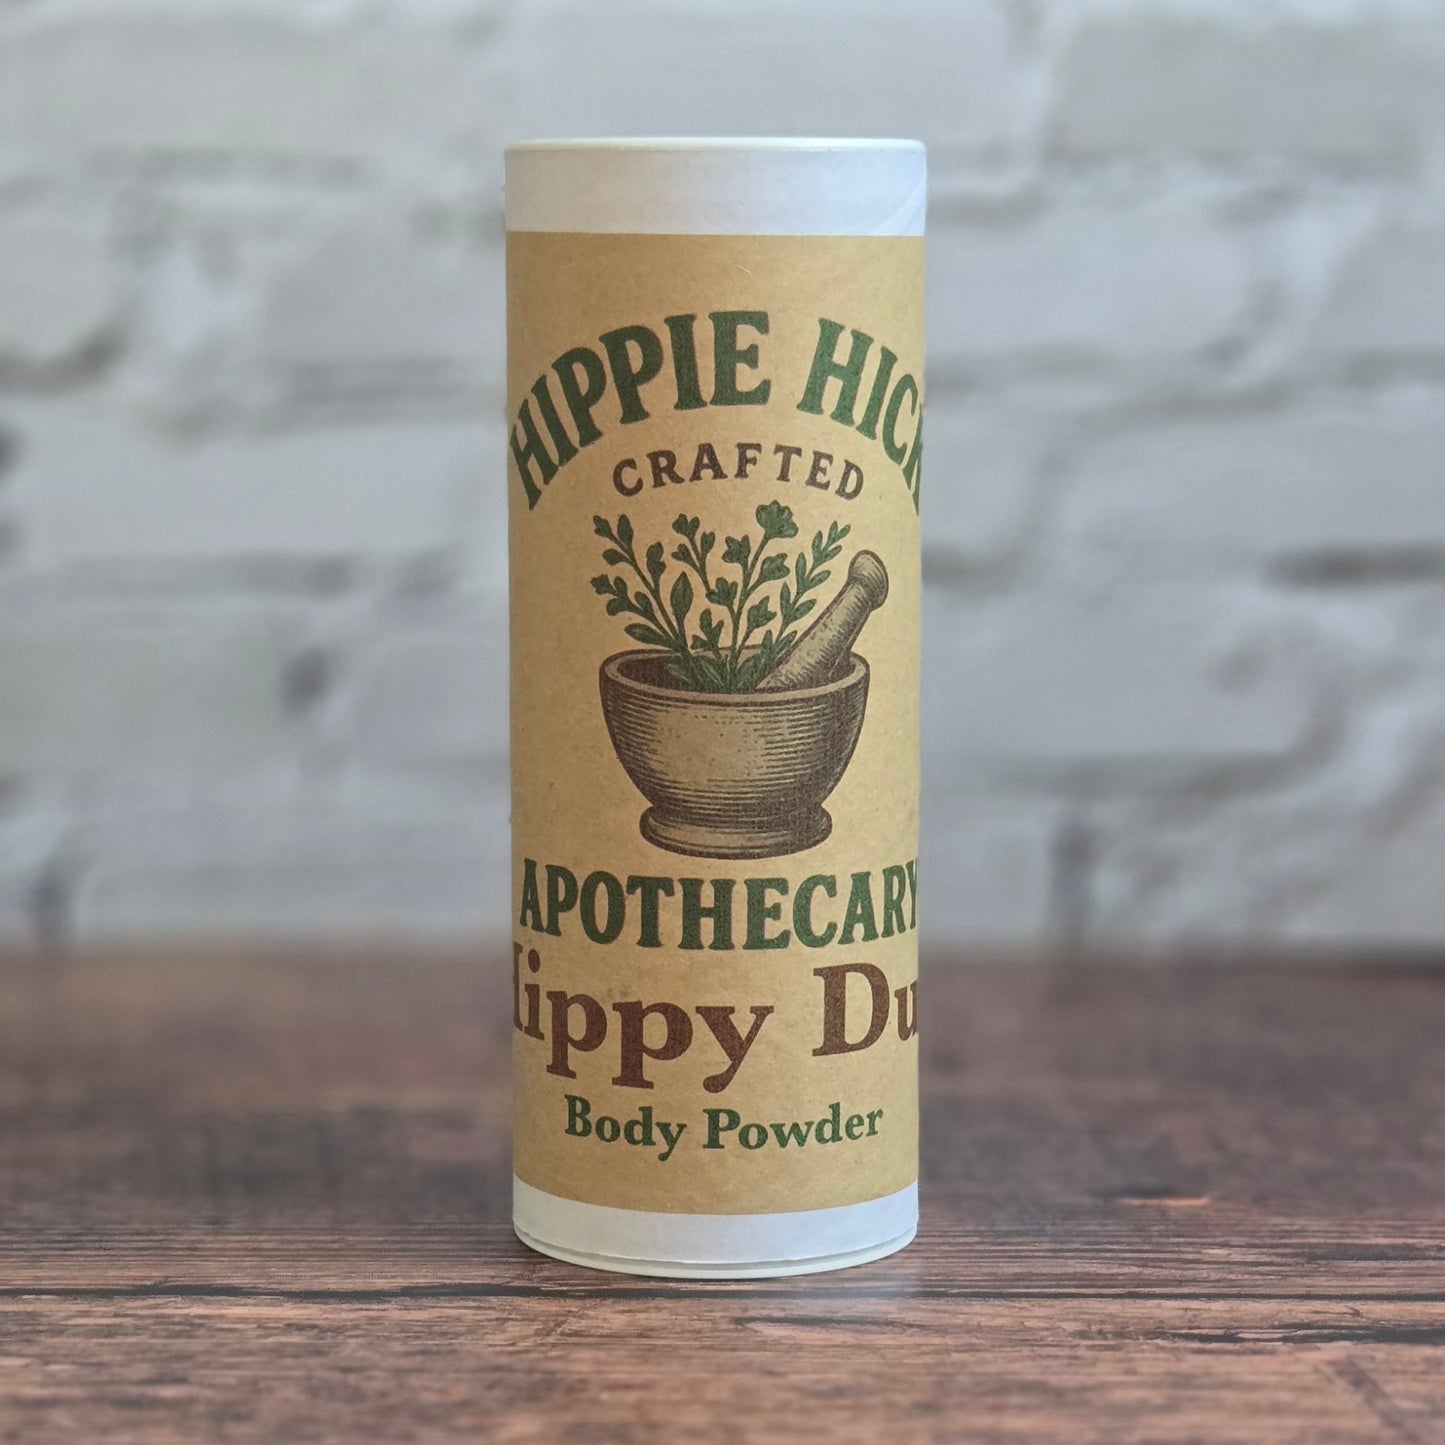 HIPPIE HICK
CRAFTED
APOTHECARY
Hippy Du
Body Powder